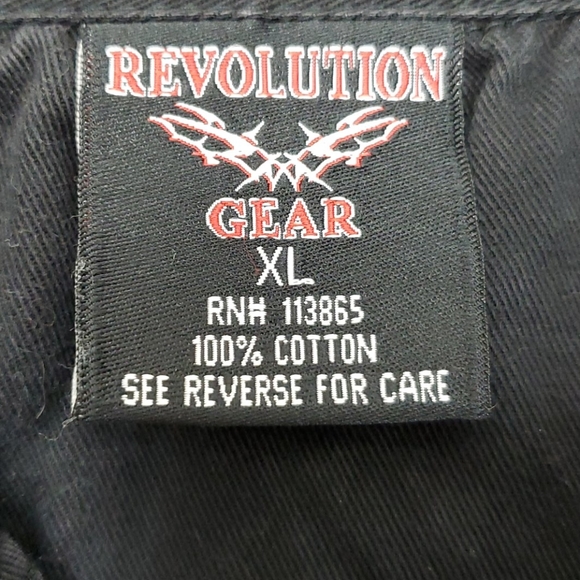 REVOLUTION
GEAR
XL
RN# 113865
100% COTTON
SEE REVERSE FOR CARE